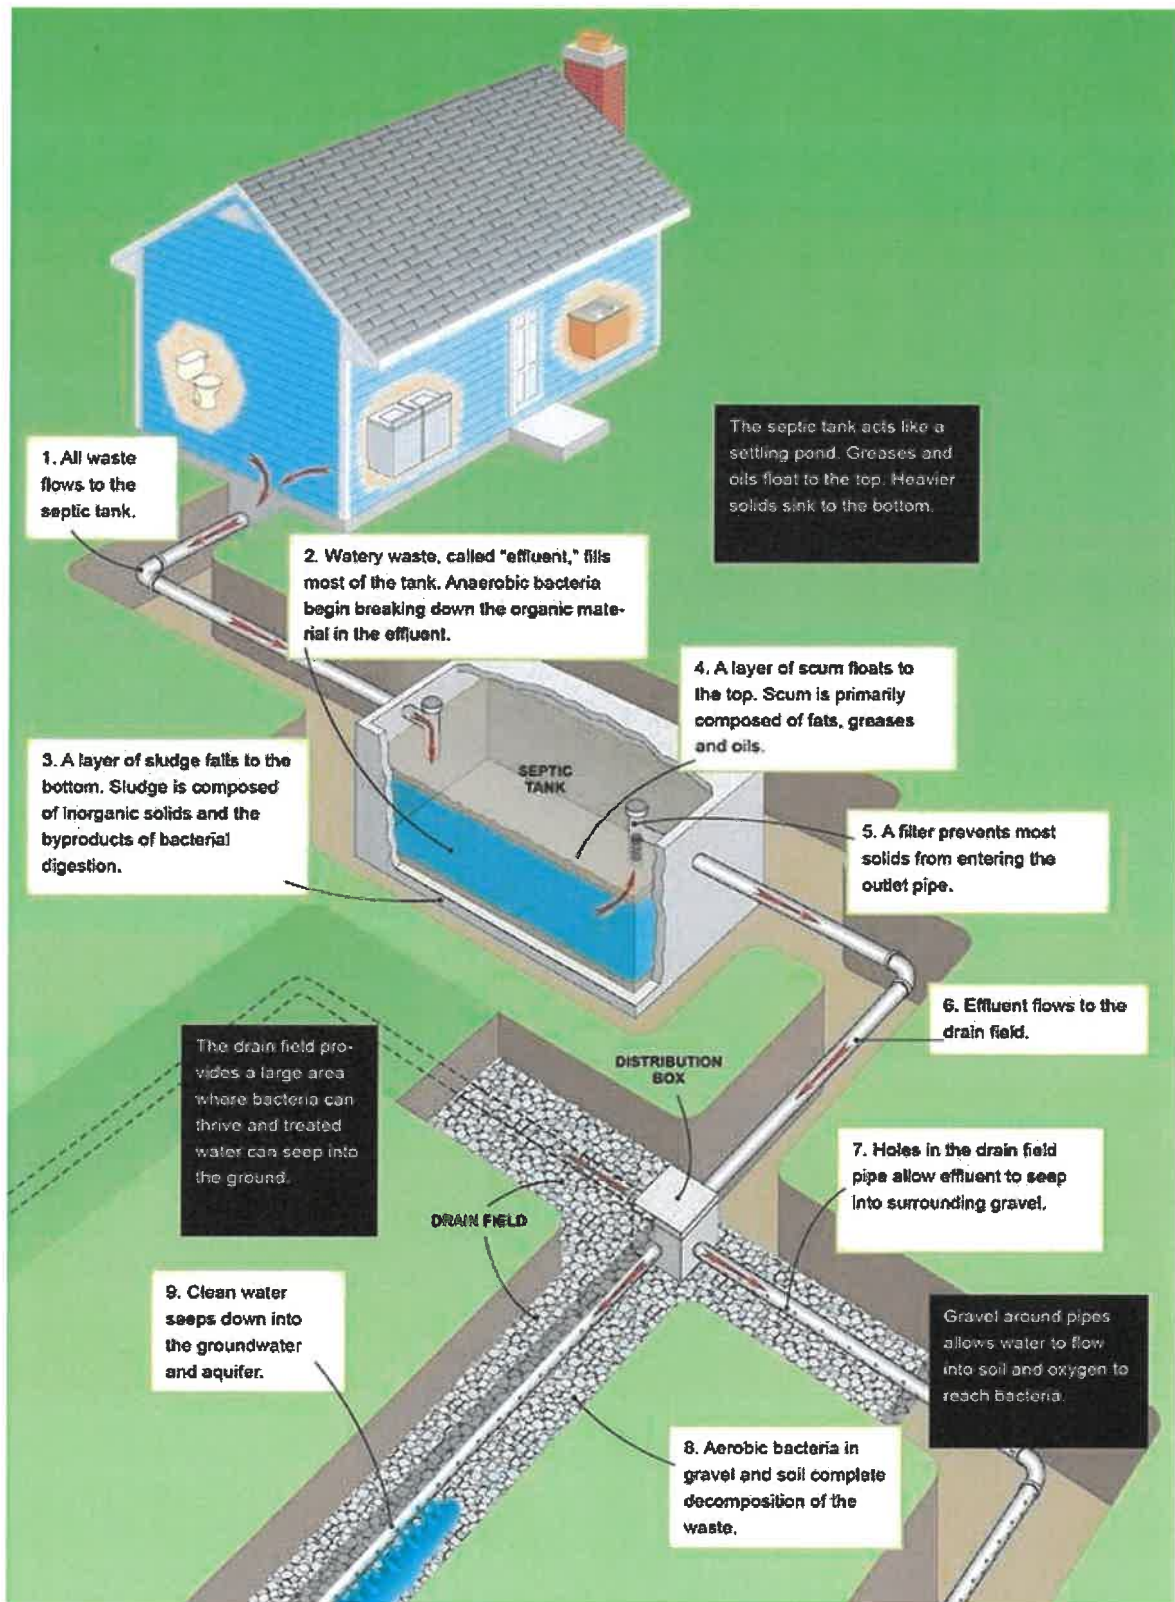 The septic tank acts like a
settling pond. Greases and
oils float to the top. Heavier
solids sink to the bottom.
1. All waste
flows to the
septic tank.
2. Watery waste, called "effluent," fills
most of the tank. Anaerobic bacteria
begin breaking down the organic mate-
rial in the effluent.
4. A layer of scum floats to
the top. Scum is primarily
composed of fats, greases
and oils.
3. A layer of sludge falls to the
bottom. Sludge is composed
of inorganic solids and the
byproducts of bacterial
digestion.
SEPTIC
TANK
5. A filter prevents most
solids from entering the
outlet pipe.
6. Effluent flows to the
drain field.
The drain field pro-
vides a large area
where bacteria can
thrive and treated
water can seep into
the ground.
DISTRIBUTION
BOX
7. Holes in the drain field
pipe allow effluent to seep
into surrounding gravel.
DRAIN FIELD
9. Clean water
seeps down into
the groundwater
and aquifer.
Gravel around pipes
allows water to flow
into soil and oxygen to
reach bacteria.
8. Aerobic bacteria in
gravel and soil complete
decomposition of the
waste.